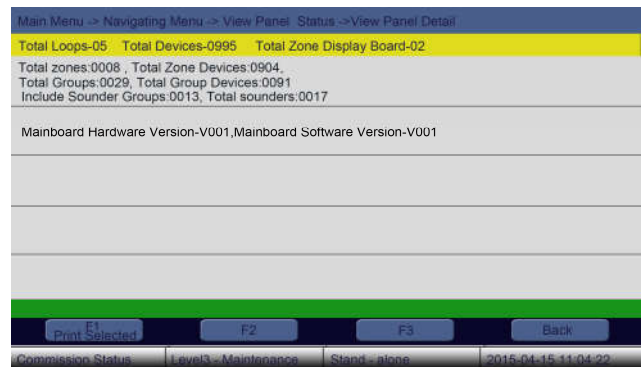 Main Menu -> Navigating Menu -> View Panel Status ->View Panel Detail
Total Loops-05 Total Devices-0995 Total Zone Display Board-02
Total zones:0008 , Total Zone Devices:0904,
Total Groups:0029, Total Group Devices:0091
Include Sounder Groups:0013, Total sounders:0017
Mainboard Hardware Version-V001,Mainboard Software Version-V001
F1
Print Selected
F2
F3
Back
Commission Status
Level3 - Maintenance
Stand - alone
2015-04-15 11:04:22